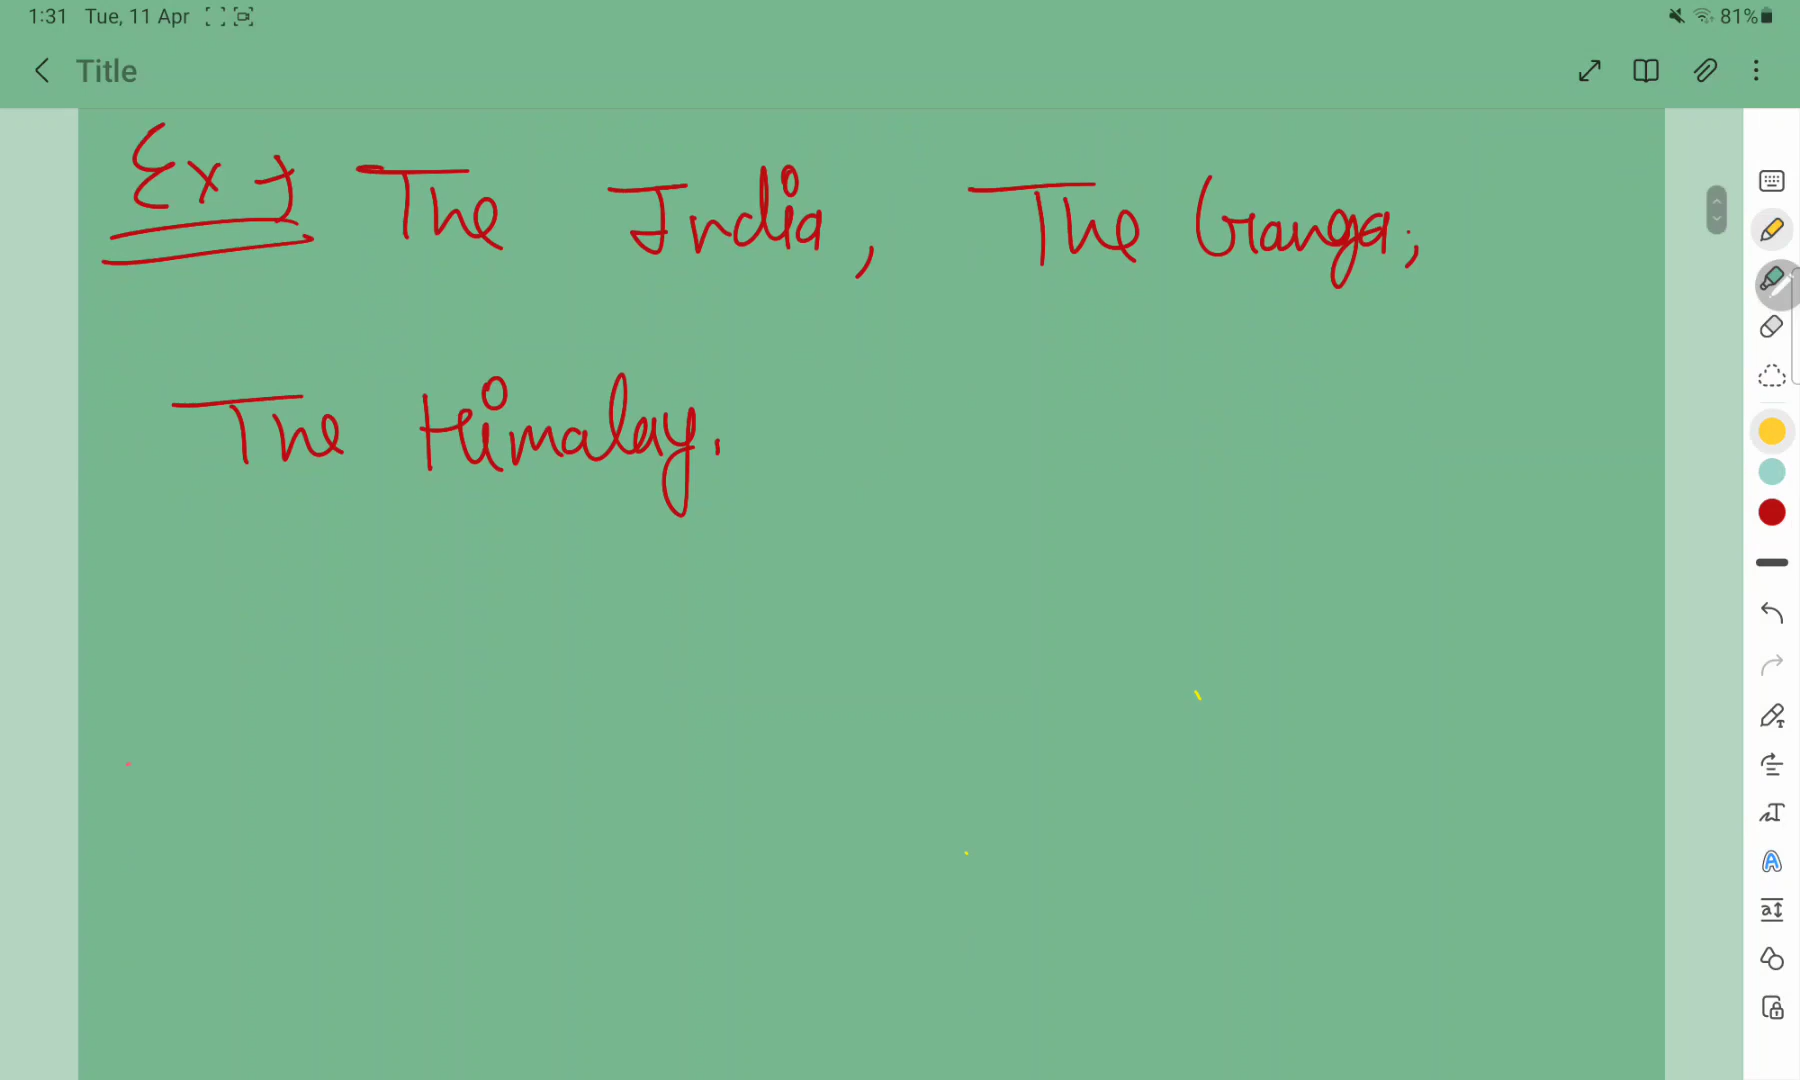 1:31 Tue, 11 Apr 81%
Title
Ex → The India, The Ganga;
The Himalay.